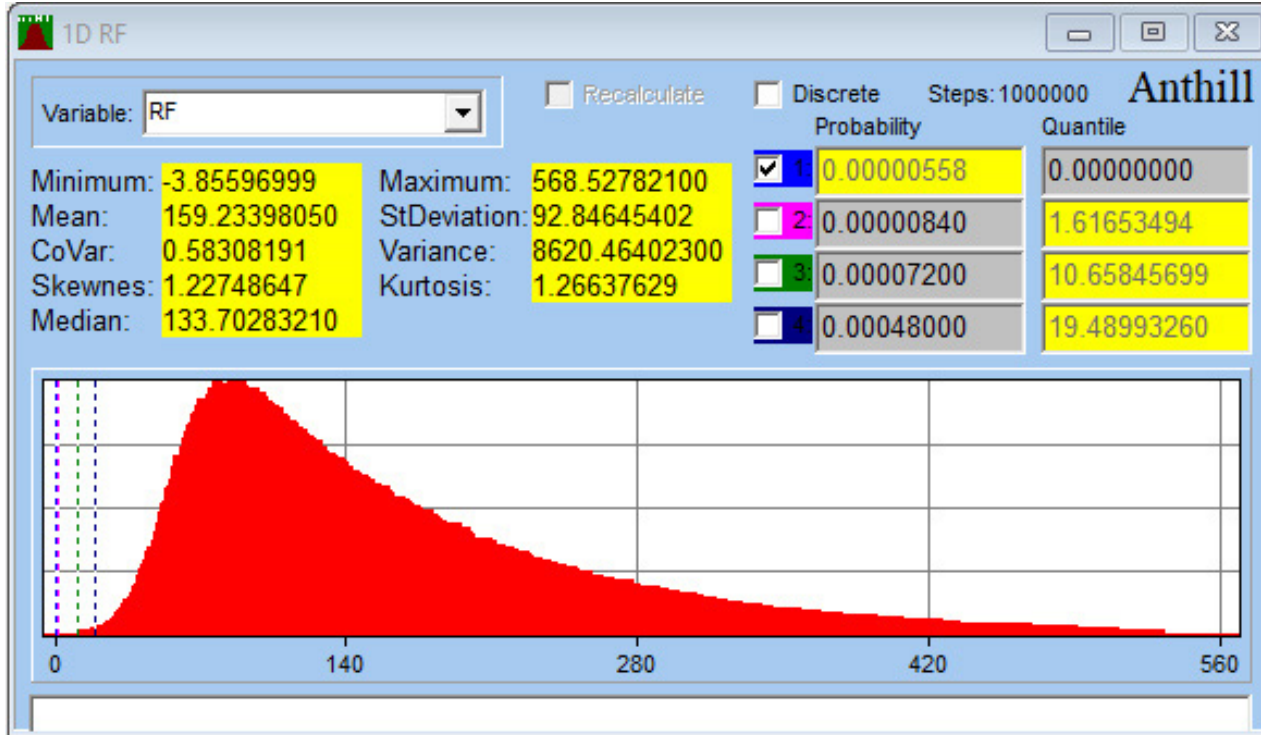 1D RF
Variable: RF
Recalculate
Discrete Steps: 1000000 Anthill
Probability Quantile
Minimum: -3.85596999 Maximum: 568.52782100 1: 0.00000558 0.00000000
Mean: 159.23398050 StDeviation: 92.84645402 2: 0.00000840 1.61653494
CoVar: 0.58308191 Variance: 8620.46402300
Skewnes: 1.22748647 Kurtosis: 1.26637629 3: 0.00007200 10.65845699
Median: 133.70283210 4: 0.00048000 19.48993260
0 140 280 420 560